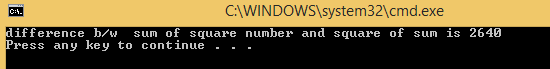 C:\WINDOWS\system32\cmd.exe
difference b/w  sum of square number and square of sum is 2640
Press any key to continue . . .